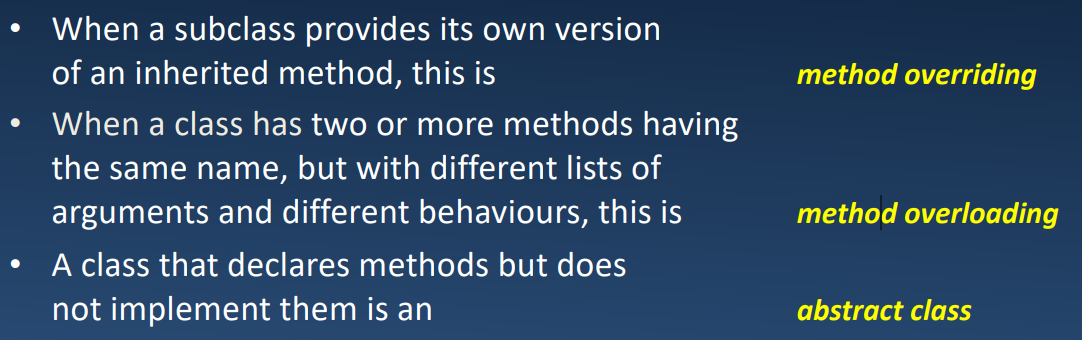 • When a subclass provides its own version
of an inherited method, this is method overriding
• When a class has two or more methods having
the same name, but with different lists of
arguments and different behaviours, this is method overloading
• A class that declares methods but does
not implement them is an abstract class